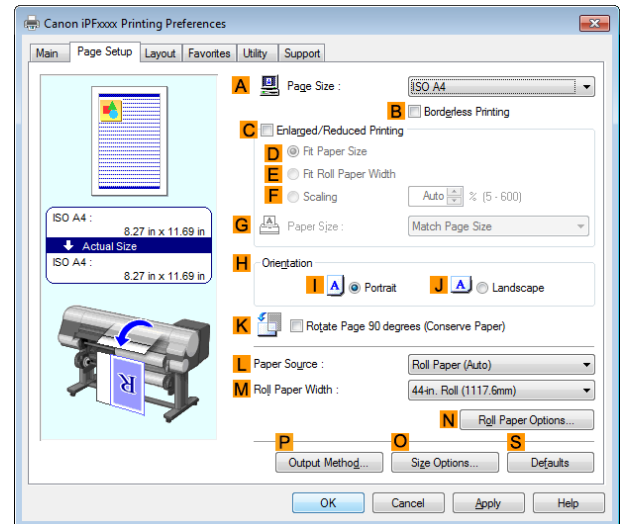 Canon iPFxxxx Printing Preferences
Main Page Setup Layout Favorites Utility Support
A Page Size : ISO A4
B Borderless Printing
C Enlarged/Reduced Printing
D Fit Paper Size
E Fit Roll Paper Width
F Scaling Auto % (5 - 600)
G Paper Size : Match Page Size
ISO A4 :
8.27 in x 11.69 in
Actual Size
ISO A4 :
8.27 in x 11.69 in
H Orientation
I A Portrait J A Landscape
K Rotate Page 90 degrees (Conserve Paper)
R
L Paper Source : Roll Paper (Auto)
M Roll Paper Width : 44-in. Roll (1117.6mm)
N Roll Paper Options...
P O S
Output Method... Size Options... Defaults
OK Cancel Apply Help